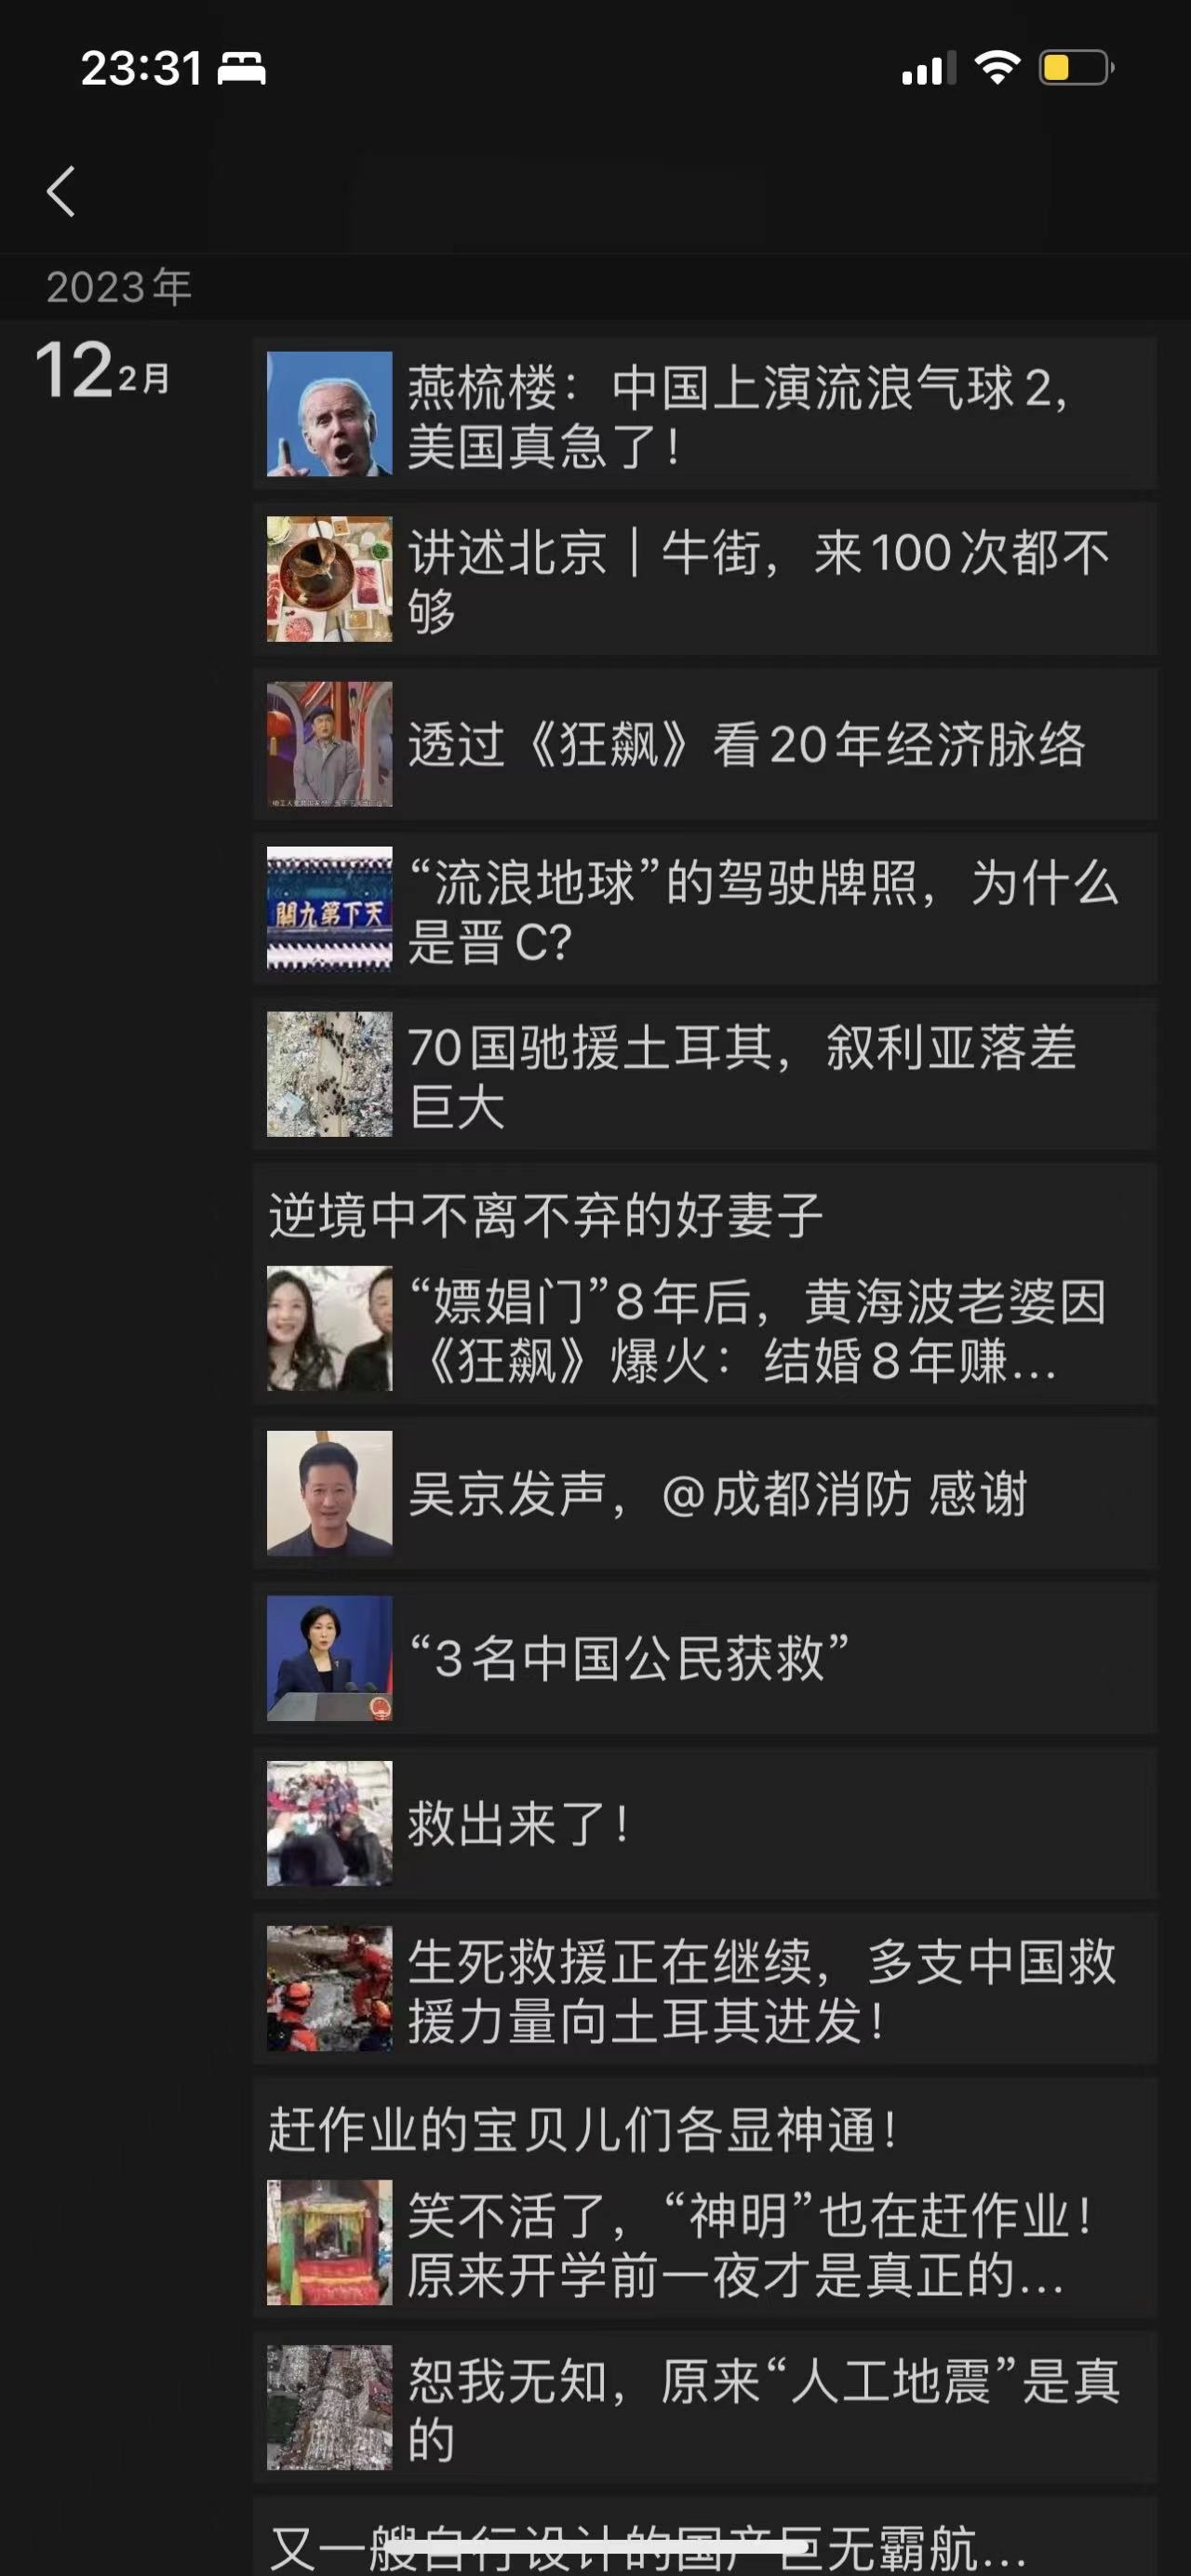 23:31
2023年
12 2月
燕梳楼：中国上演流浪气球2，
美国真急了！
讲述北京｜牛街，来100次都不
够
透过《狂飙》看20年经济脉络
“流浪地球”的驾驶牌照，为什么
是晋C?
關九第下天
70国驰援土耳其，叙利亚落差
巨大
逆境中不离不弃的好妻子
“嫖娼门”8年后，黄海波老婆因
《狂飙》爆火：结婚8年赚...
吴京发声，@成都消防 感谢
“3名中国公民获救”
救出来了！
生死救援正在继续，多支中国救
援力量向土耳其进发！
赶作业的宝贝儿们各显神通！
笑不活了，“神明”也在赶作业！
原来开学前一夜才是真正的...
恕我无知，原来“人工地震”是真
的
又一艘自行设计的国产巨无霸航...